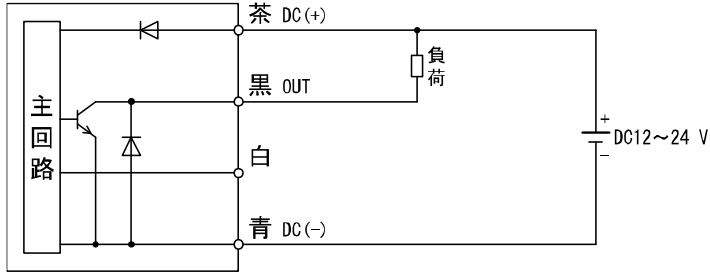 茶 DC(+)
負荷
黒 OUT
主回路
+
DC12～24 V
−
白
青 DC(−)